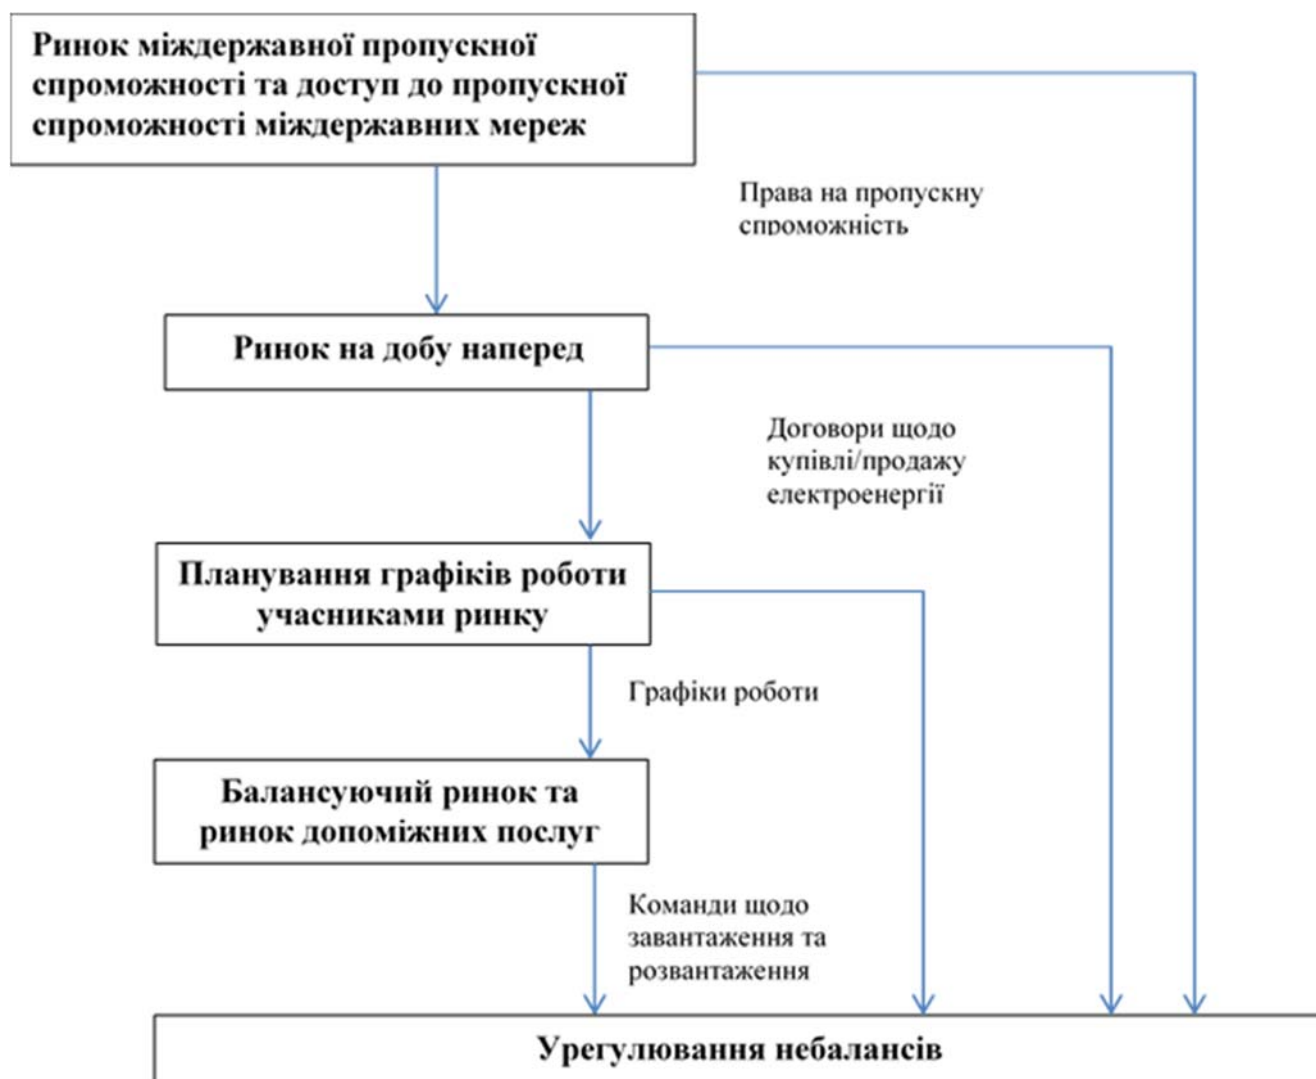 Ринок міждержавної пропускної
спроможності та доступ до пропускної
спроможності міждержавних мереж
Права на пропускну
спроможність
Ринок на добу наперед
Договори щодо
купівлі/продажу
електроенергії
Планування графіків роботи
учасниками ринку
Графіки роботи
Балансуючий ринок та
ринок допоміжних послуг
Команди щодо
завантаження та
розвантаження
Урегулювання небалансів